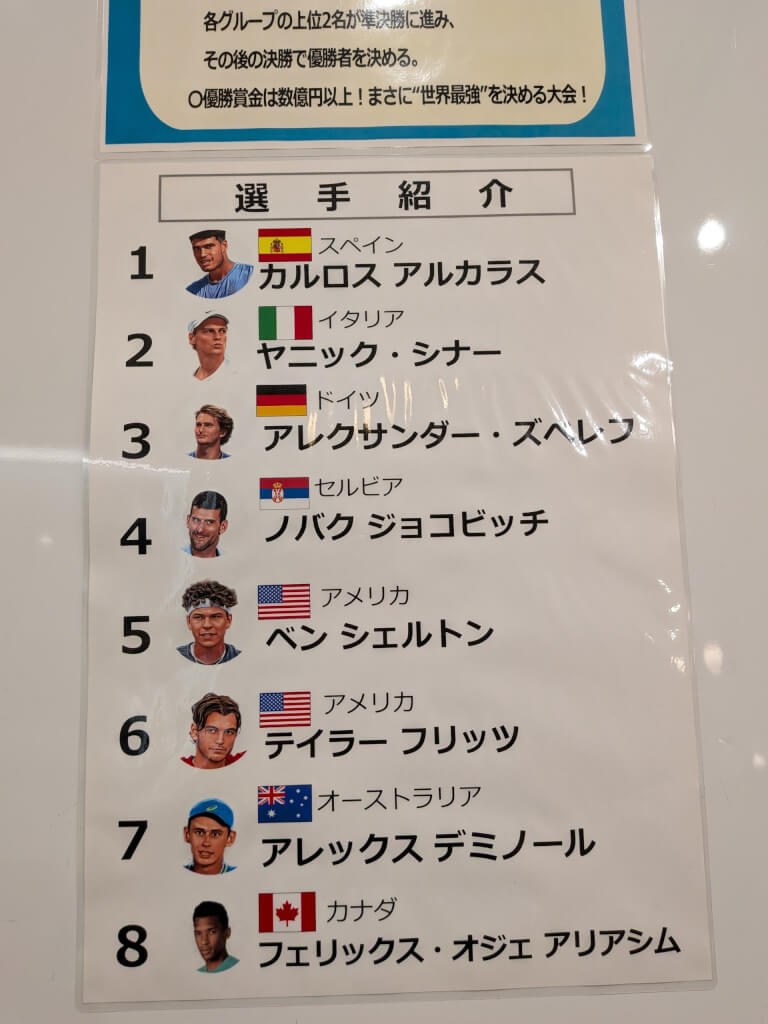 各グループの上位2名が準決勝に進み、
その後の決勝で優勝者を決める。
〇優勝賞金は数億円以上！まさに“世界最強”を決める大会！
選手紹介
1
スペイン
カルロス アルカラス
2
イタリア
ヤニック・シナー
3
ドイツ
アレクサンダー・ズベレフ
4
セルビア
ノバク ジョコビッチ
5
アメリカ
ベン シェルトン
6
アメリカ
テイラー フリッツ
7
オーストラリア
アレックス デミノール
8
カナダ
フェリックス・オジェ アリアシム